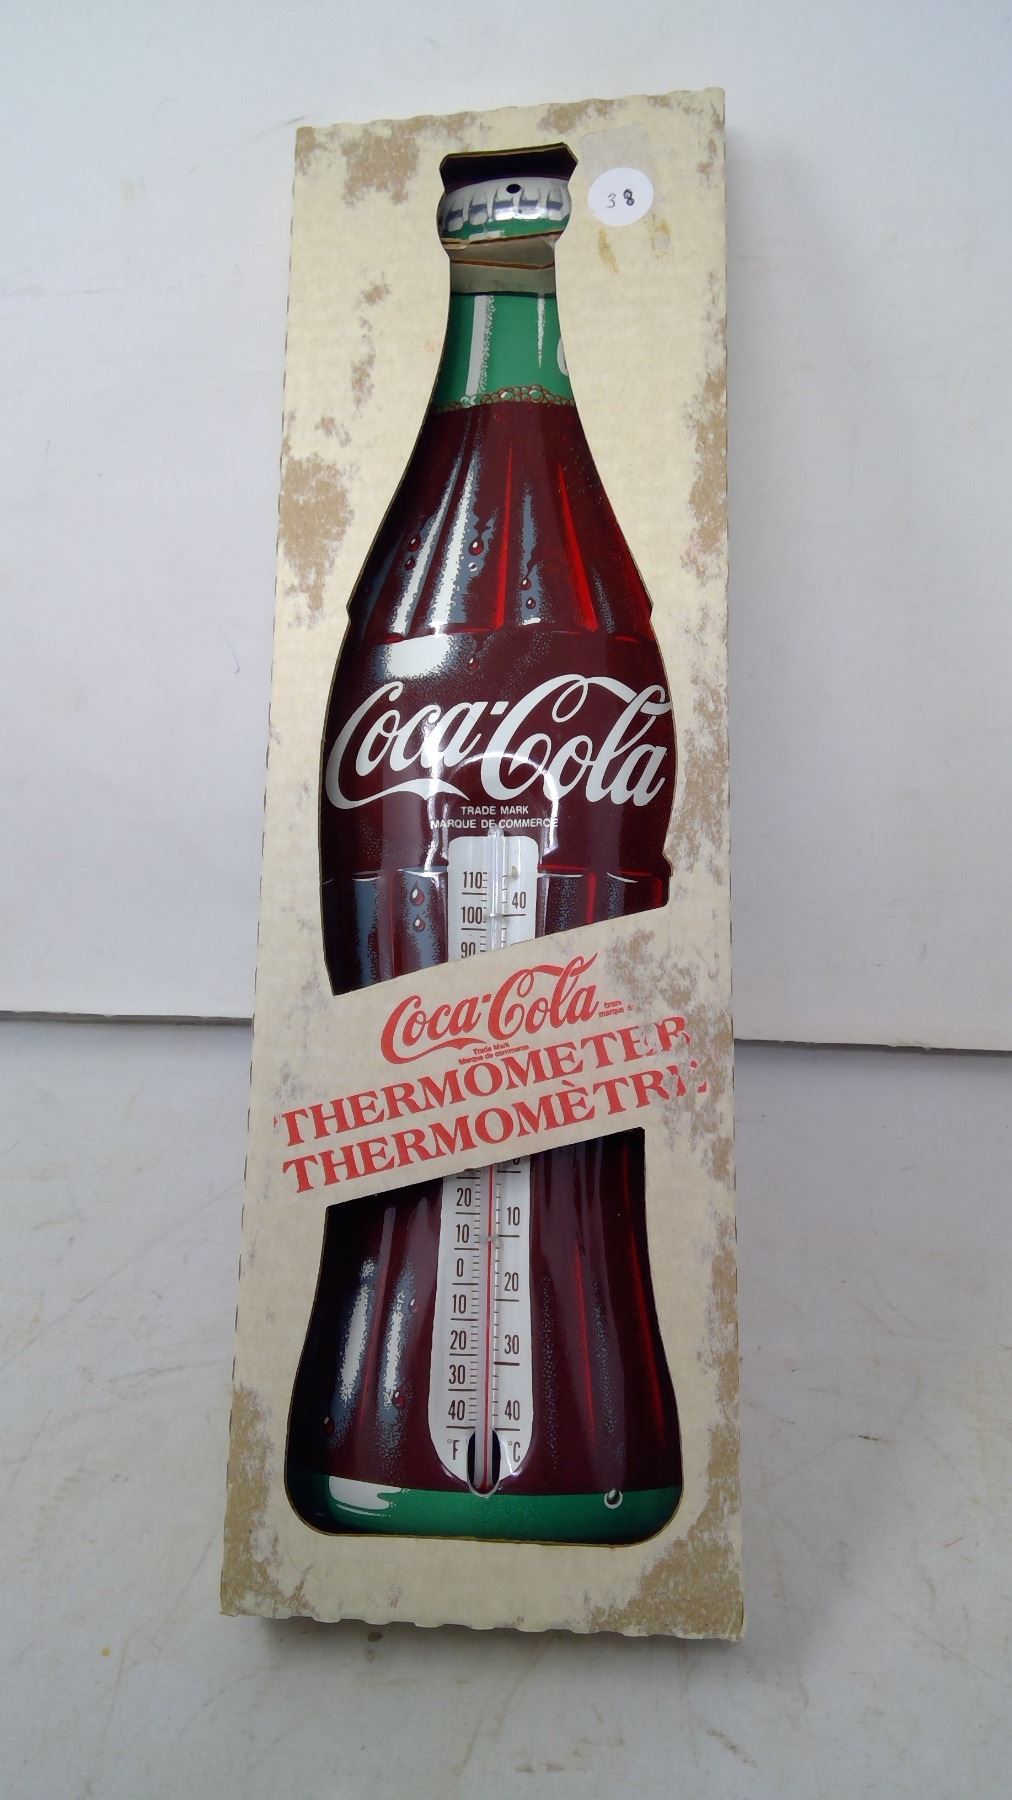 38
Coca-Cola
TRADE MARK
MARQUE DE COMMERCE
110
40
100
90
Coca-Cola
Trade Mark
Marque de commerce
THERMOMETER
THERMOMÈTRE
20
10
10
0
20
10
20
30
30
40
40
°F
°C